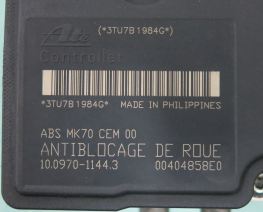 (*3TU7B1984G*)
Ate
Controller
*3TU7B1984G* MADE IN PHILIPPINES
ABS MK70 CEM 00
ANTIBLOCAGE DE ROUE
10.0970-1144.3 00404858E0